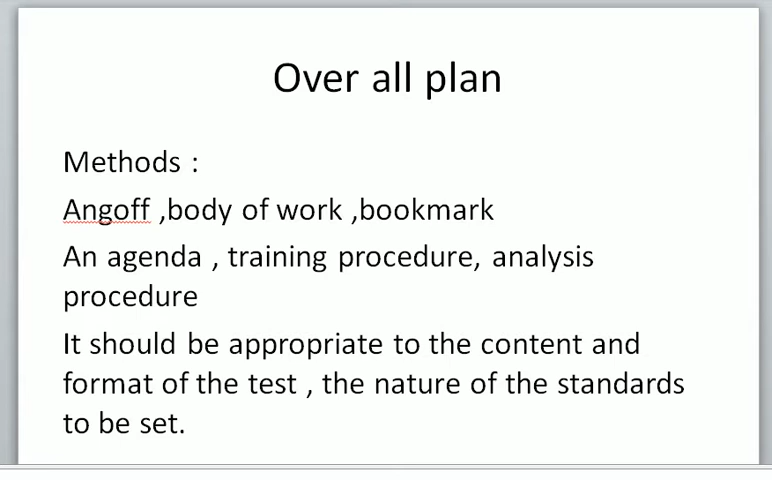 Over all plan
Methods :
Angoff ,body of work ,bookmark
An agenda , training procedure, analysis
procedure
It should be appropriate to the content and
format of the test , the nature of the standards
to be set.